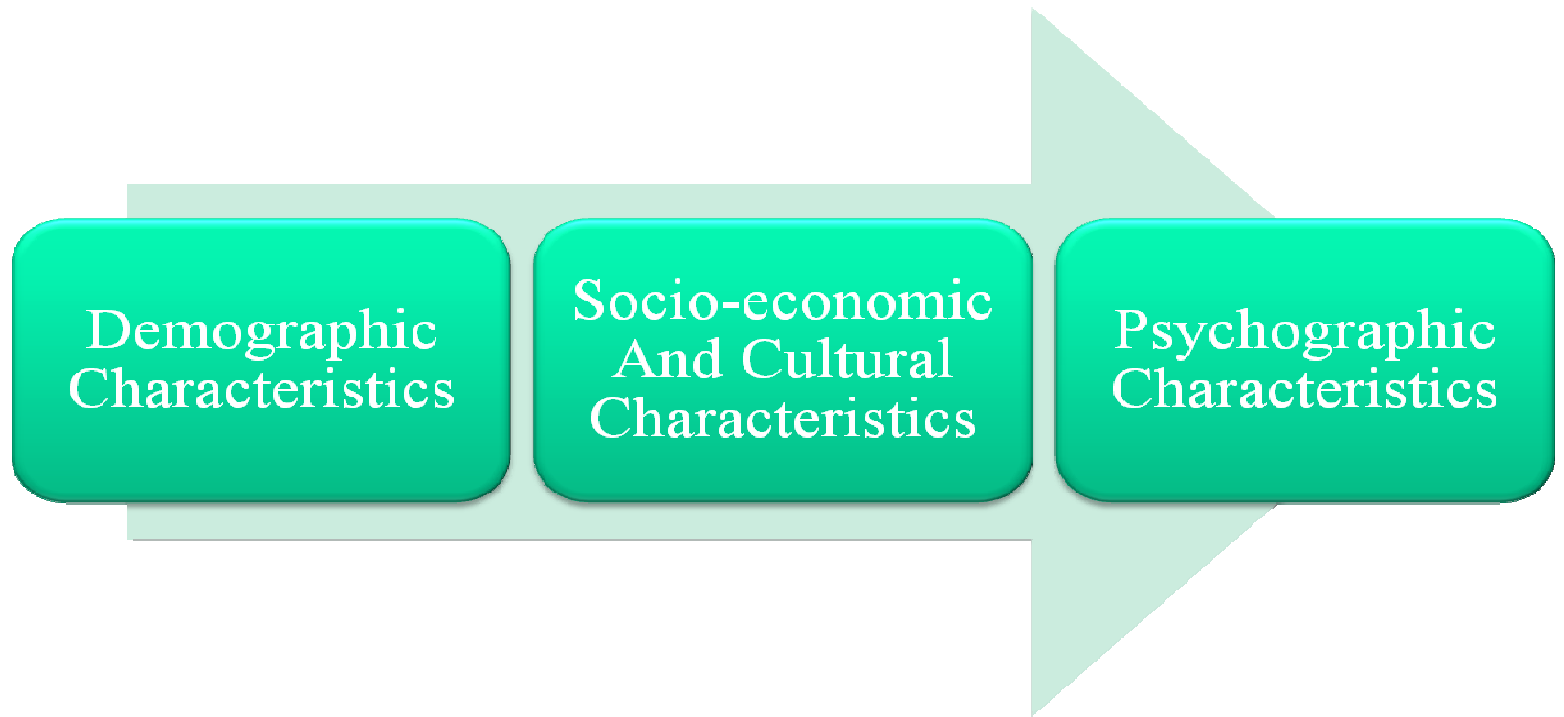 Demographic
Characteristics
Socio-economic
And Cultural
Characteristics
Psychographic
Characteristics